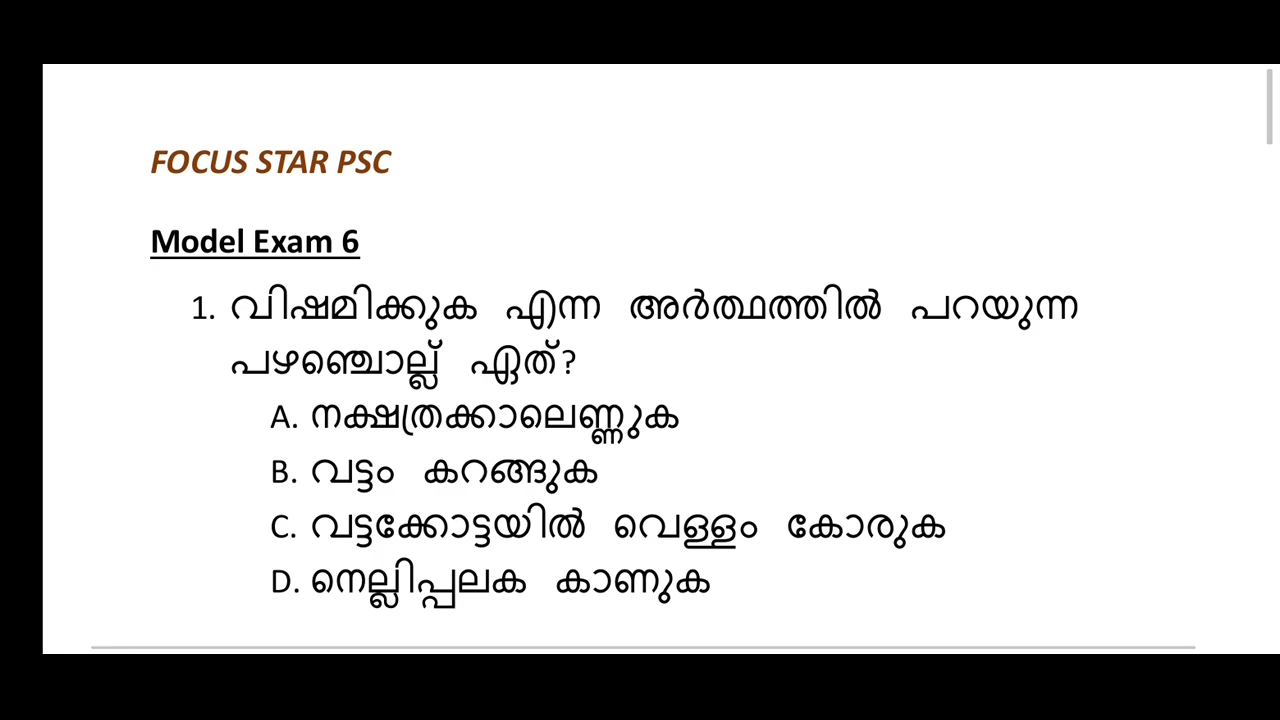 FOCUS STAR PSC
Model Exam 6
1. വിഷമിക്കുക എന്ന അർത്ഥത്തിൽ പറയുന്ന
പഴഞ്ചൊല്ല് ഏത്?
A. നക്ഷത്രക്കാലെണ്ണുക
B. വട്ടം കറങ്ങുക
C. വട്ടക്കോട്ടയിൽ വെള്ളം കോരുക
D. നെല്ലിപ്പലക കാണുക